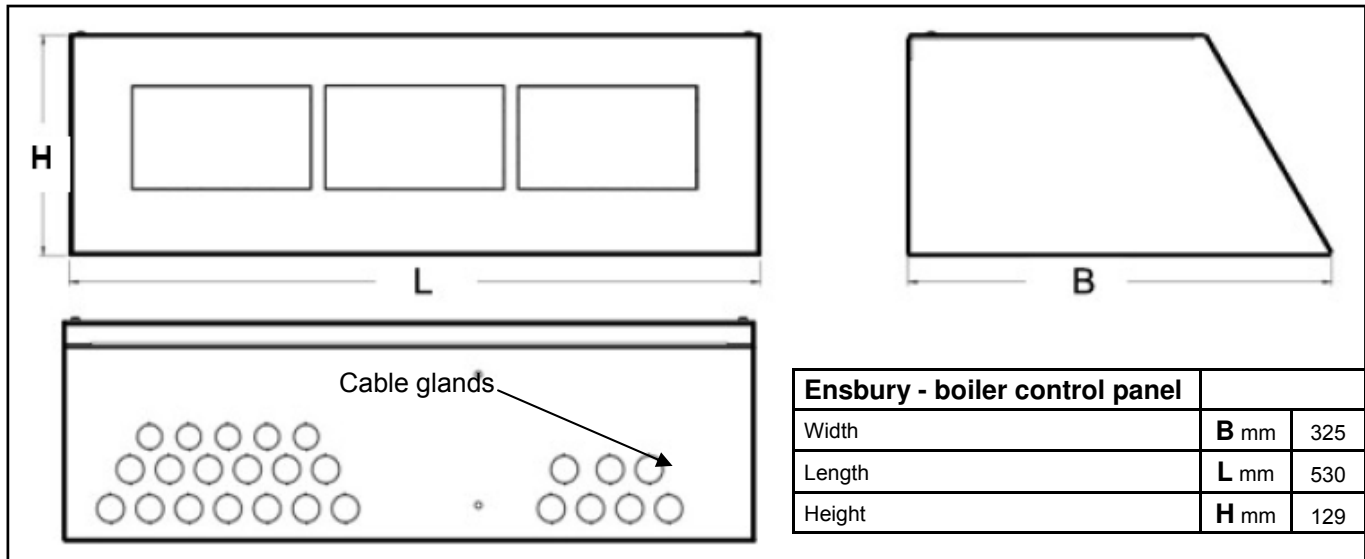 H
L
B
Cable glands
Ensbury - boiler control panel
Width B mm 325
Length L mm 530
Height H mm 129